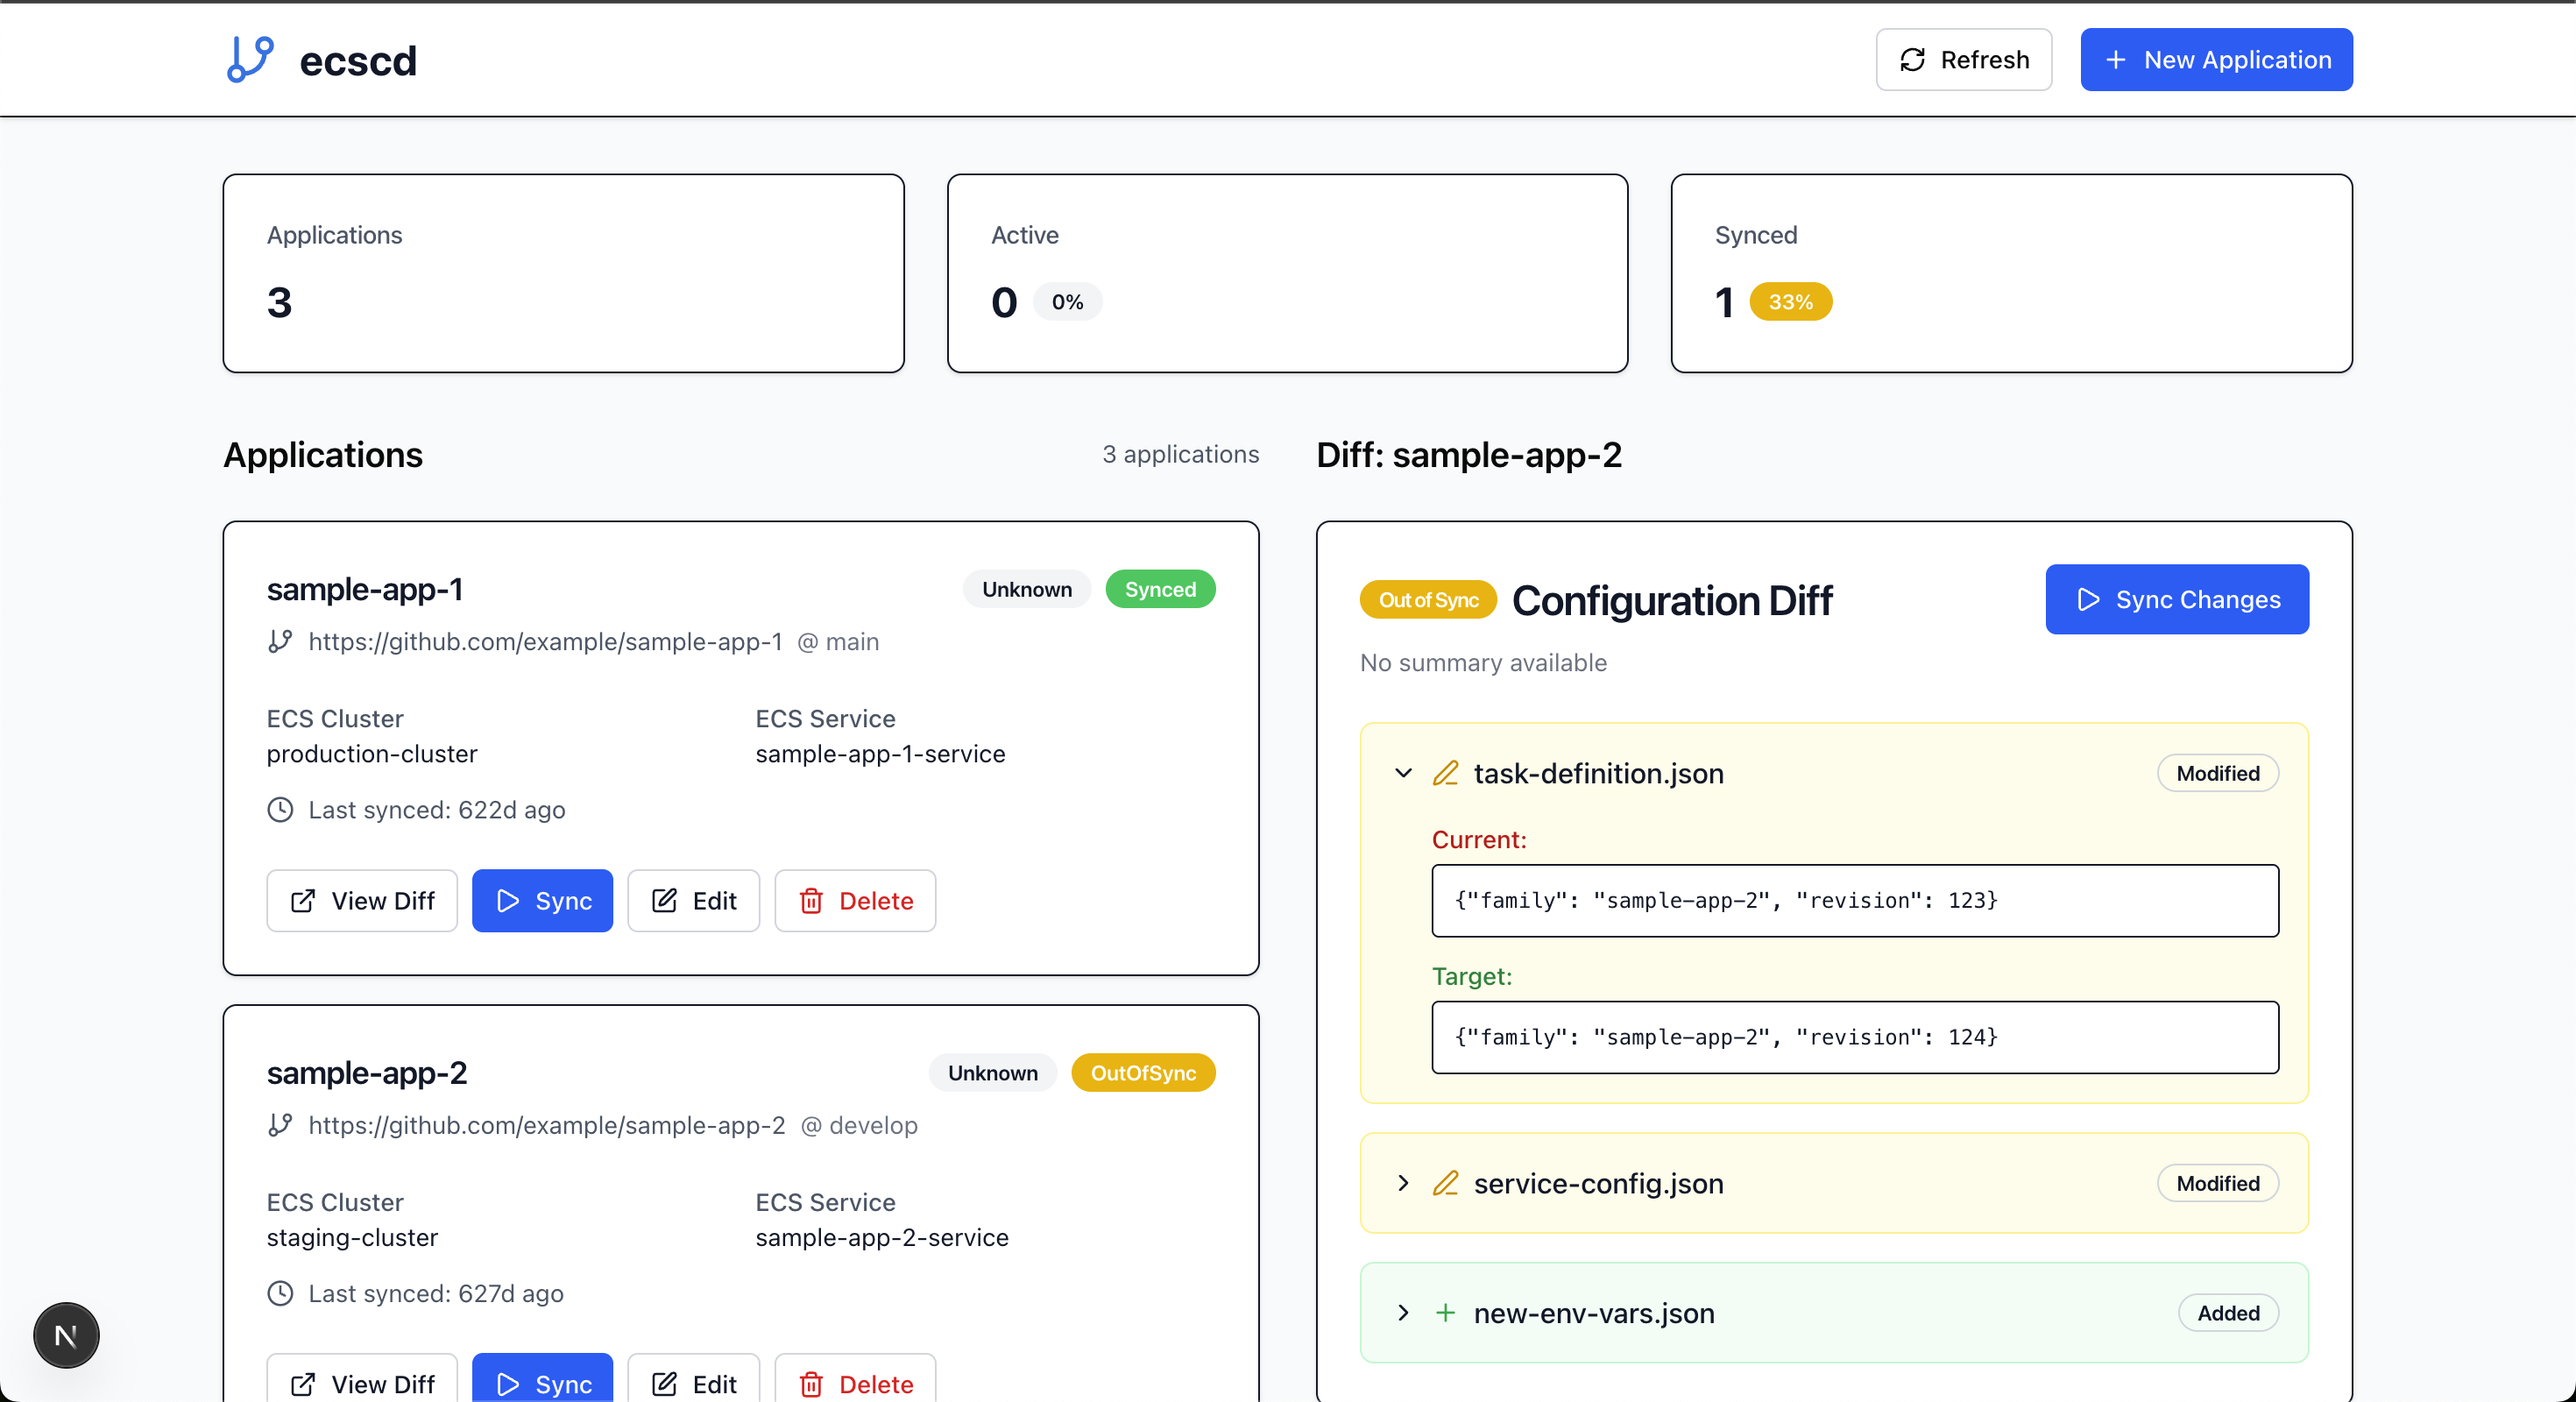 ecscd
Refresh
New Application
Applications
3
Active
0 0%
Synced
1 33%
Applications
3 applications
sample-app-1
Unknown
Synced
https://github.com/example/sample-app-1 @ main
ECS Cluster
production-cluster
ECS Service
sample-app-1-service
Last synced: 622d ago
View Diff
Sync
Edit
Delete
sample-app-2
Unknown
OutOfSync
https://github.com/example/sample-app-2 @ develop
ECS Cluster
staging-cluster
ECS Service
sample-app-2-service
Last synced: 627d ago
View Diff
Sync
Edit
Delete
Diff: sample-app-2
Out of Sync
Configuration Diff
Sync Changes
No summary available
task-definition.json
Modified
Current:
{"family": "sample-app-2", "revision": 123}
Target:
{"family": "sample-app-2", "revision": 124}
service-config.json
Modified
new-env-vars.json
Added
N